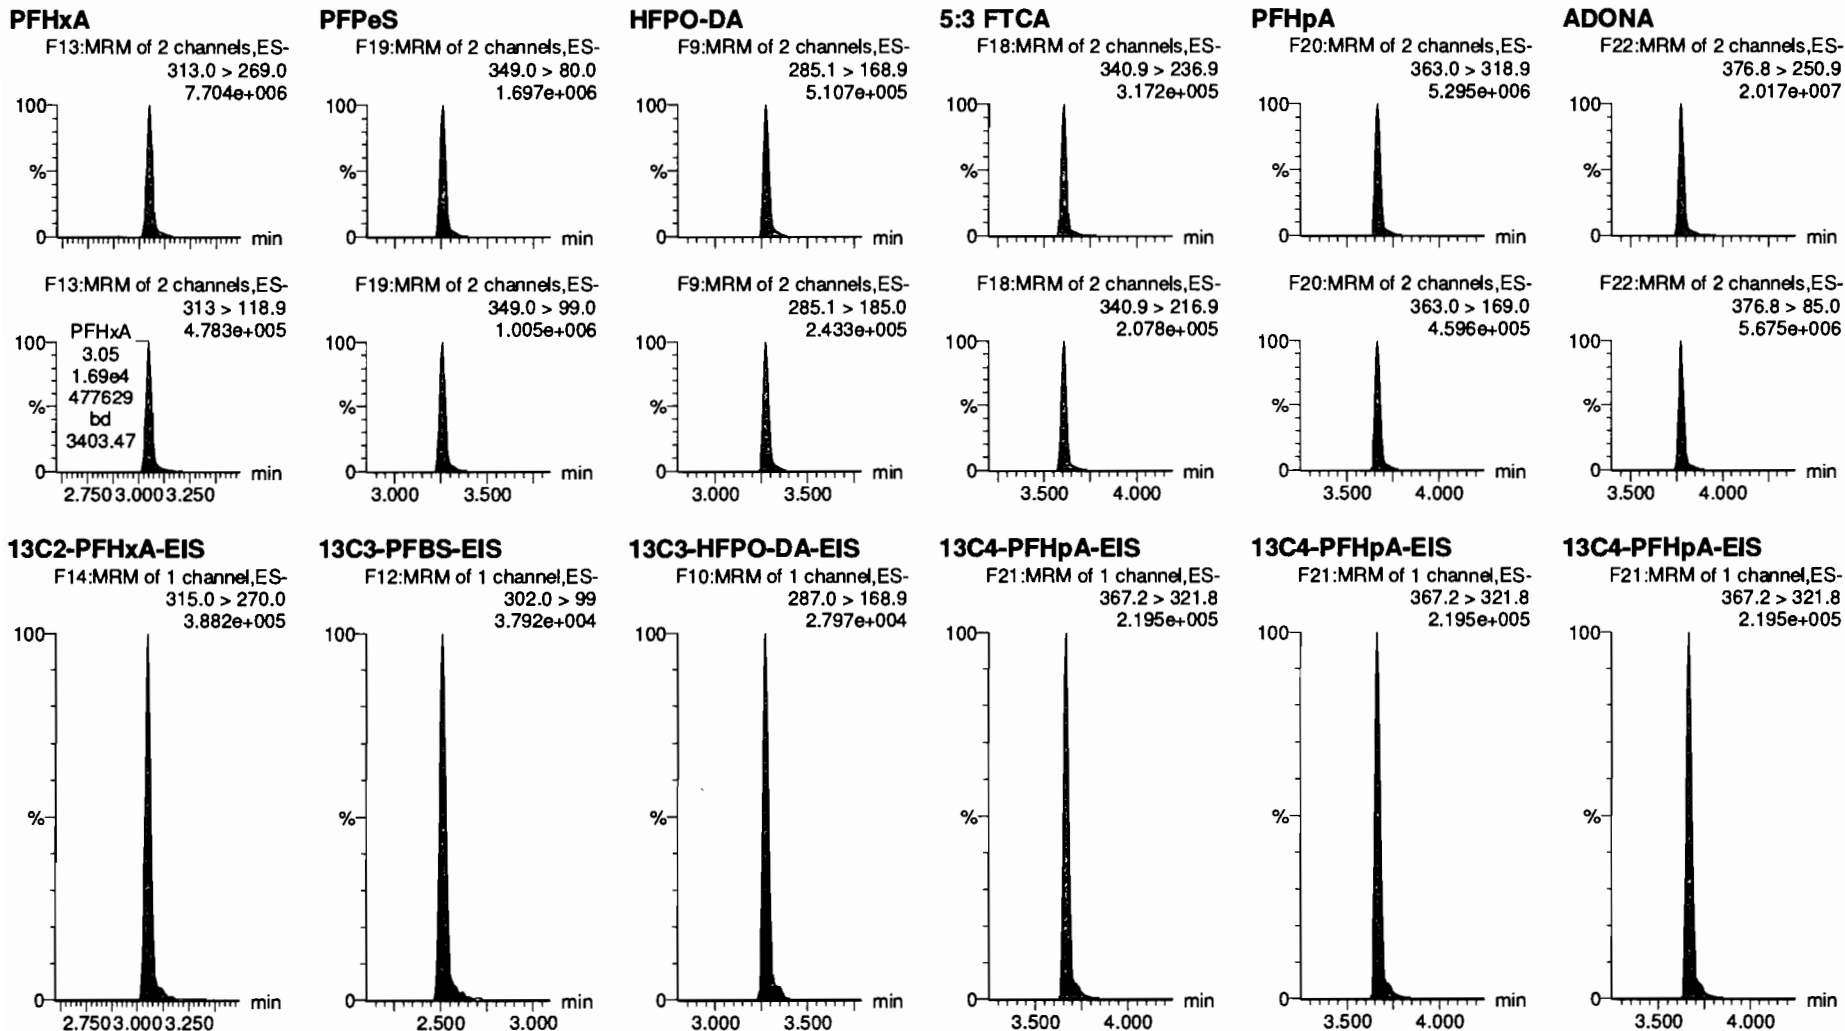 PFHxA
F13:MRM of 2 channels,ES-
313.0 > 269.0
7.704e+006
100
%
0
min
F13:MRM of 2 channels,ES-
313 > 118.9
4.783e+005
PFHxA
3.05
1.69e4
477629
bd
3403.47
100
%
0
min
2.750 3.000 3.250
PFPeS
F19:MRM of 2 channels,ES-
349.0 > 80.0
1.697e+006
100
%
0
min
F19:MRM of 2 channels,ES-
349.0 > 99.0
1.005e+006
100
%
0
min
3.000 3.500
HFPO-DA
F9:MRM of 2 channels,ES-
285.1 > 168.9
5.107e+005
100
%
0
min
F9:MRM of 2 channels,ES-
285.1 > 185.0
2.433e+005
100
%
0
min
3.000 3.500
5:3 FTCA
F18:MRM of 2 channels,ES-
340.9 > 236.9
3.172e+005
100
%
0
min
F18:MRM of 2 channels,ES-
340.9 > 216.9
2.078e+005
100
%
0
min
3.500 4.000
PFHpA
F20:MRM of 2 channels,ES-
363.0 > 318.9
5.295e+006
100
%
0
min
F20:MRM of 2 channels,ES-
363.0 > 169.0
4.596e+005
100
%
0
min
3.500 4.000
ADONA
F22:MRM of 2 channels,ES-
376.8 > 250.9
2.017e+007
100
%
0
min
F22:MRM of 2 channels,ES-
376.8 > 85.0
5.675e+006
100
%
0
min
3.500 4.000
13C2-PFHxA-EIS
F14:MRM of 1 channel,ES-
315.0 > 270.0
3.882e+005
100
%
0
min
2.750 3.000 3.250
13C3-PFBS-EIS
F12:MRM of 1 channel,ES-
302.0 > 99
3.792e+004
100
%
0
min
2.500 3.000
13C3-HFPO-DA-EIS
F10:MRM of 1 channel,ES-
287.0 > 168.9
2.797e+004
100
%
0
min
3.000 3.500
13C4-PFHpA-EIS
F21:MRM of 1 channel,ES-
367.2 > 321.8
2.195e+005
100
%
0
min
3.500 4.000
13C4-PFHpA-EIS
F21:MRM of 1 channel,ES-
367.2 > 321.8
2.195e+005
100
%
0
min
3.500 4.000
13C4-PFHpA-EIS
F21:MRM of 1 channel,ES-
367.2 > 321.8
2.195e+005
100
%
0
min
3.500 4.000